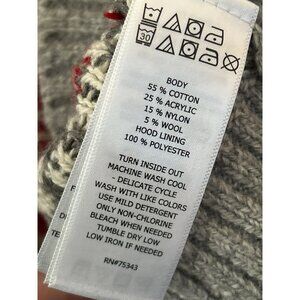 30
BODY
55 % COTTON
25 % ACRYLIC
15 % NYLON
5 % WOOL
HOOD LINING
100 % POLYESTER
TURN INSIDE OUT
MACHINE WASH COOL
- DELICATE CYCLE
WASH WITH LIKE COLORS
USE MILD DETERGENT
ONLY NON-CHLORINE
BLEACH WHEN NEEDED
TUMBLE DRY LOW
LOW IRON IF NEEDED
RN#75343